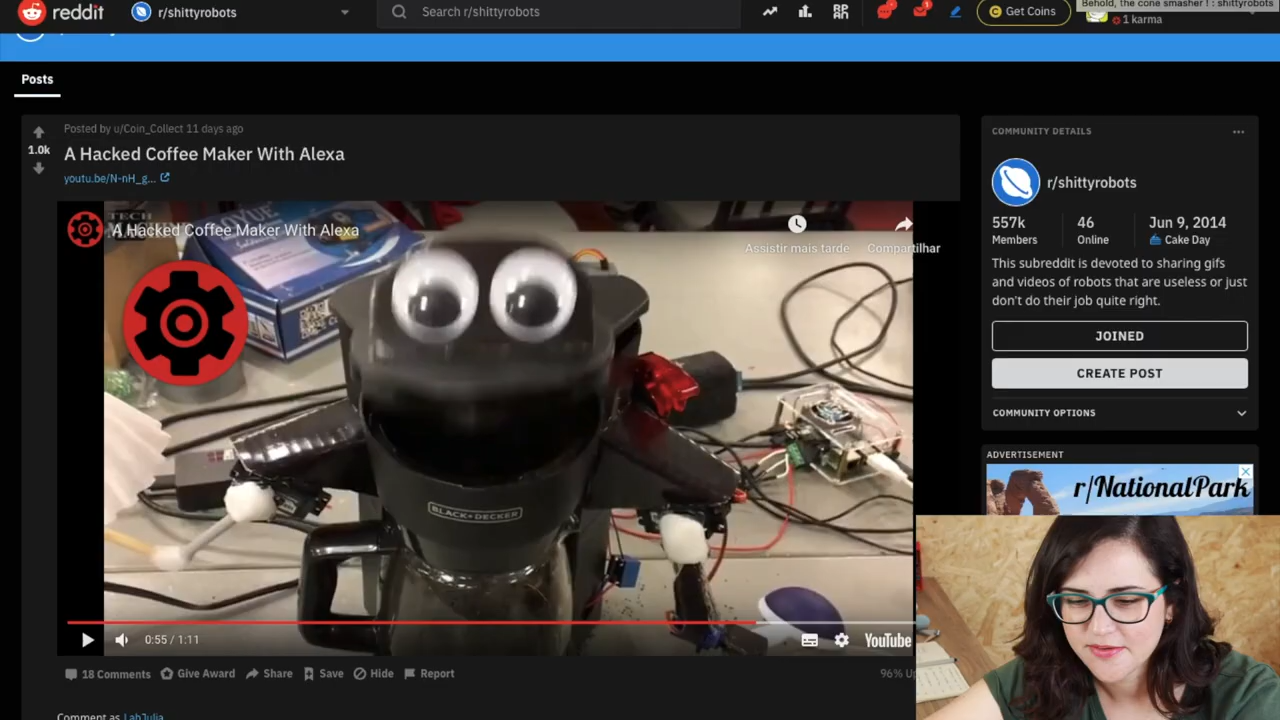 reddit
r/shittyrobots
Search r/shittyrobots
Get Coins
Behold, the cone smasher ! : shittyrobots
1 karma
Posts
Posted by u/Coin_Collect 11 days ago
1.0k
A Hacked Coffee Maker With Alexa
youtu.be/N-nH_g...
TECH
A Hacked Coffee Maker With Alexa
Assistir mais tarde
Compartilhar
BLACK+DECKER
0:55 / 1:11
YouTube
18 Comments
Give Award
Share
Save
Hide
Report
96%
Comment as LabJulia
COMMUNITY DETAILS
r/shittyrobots
557k
Members
46
Online
Jun 9, 2014
Cake Day
This subreddit is devoted to sharing gifs
and videos of robots that are useless or just
don't do their job quite right.
JOINED
CREATE POST
COMMUNITY OPTIONS
ADVERTISEMENT
r/NationalPark